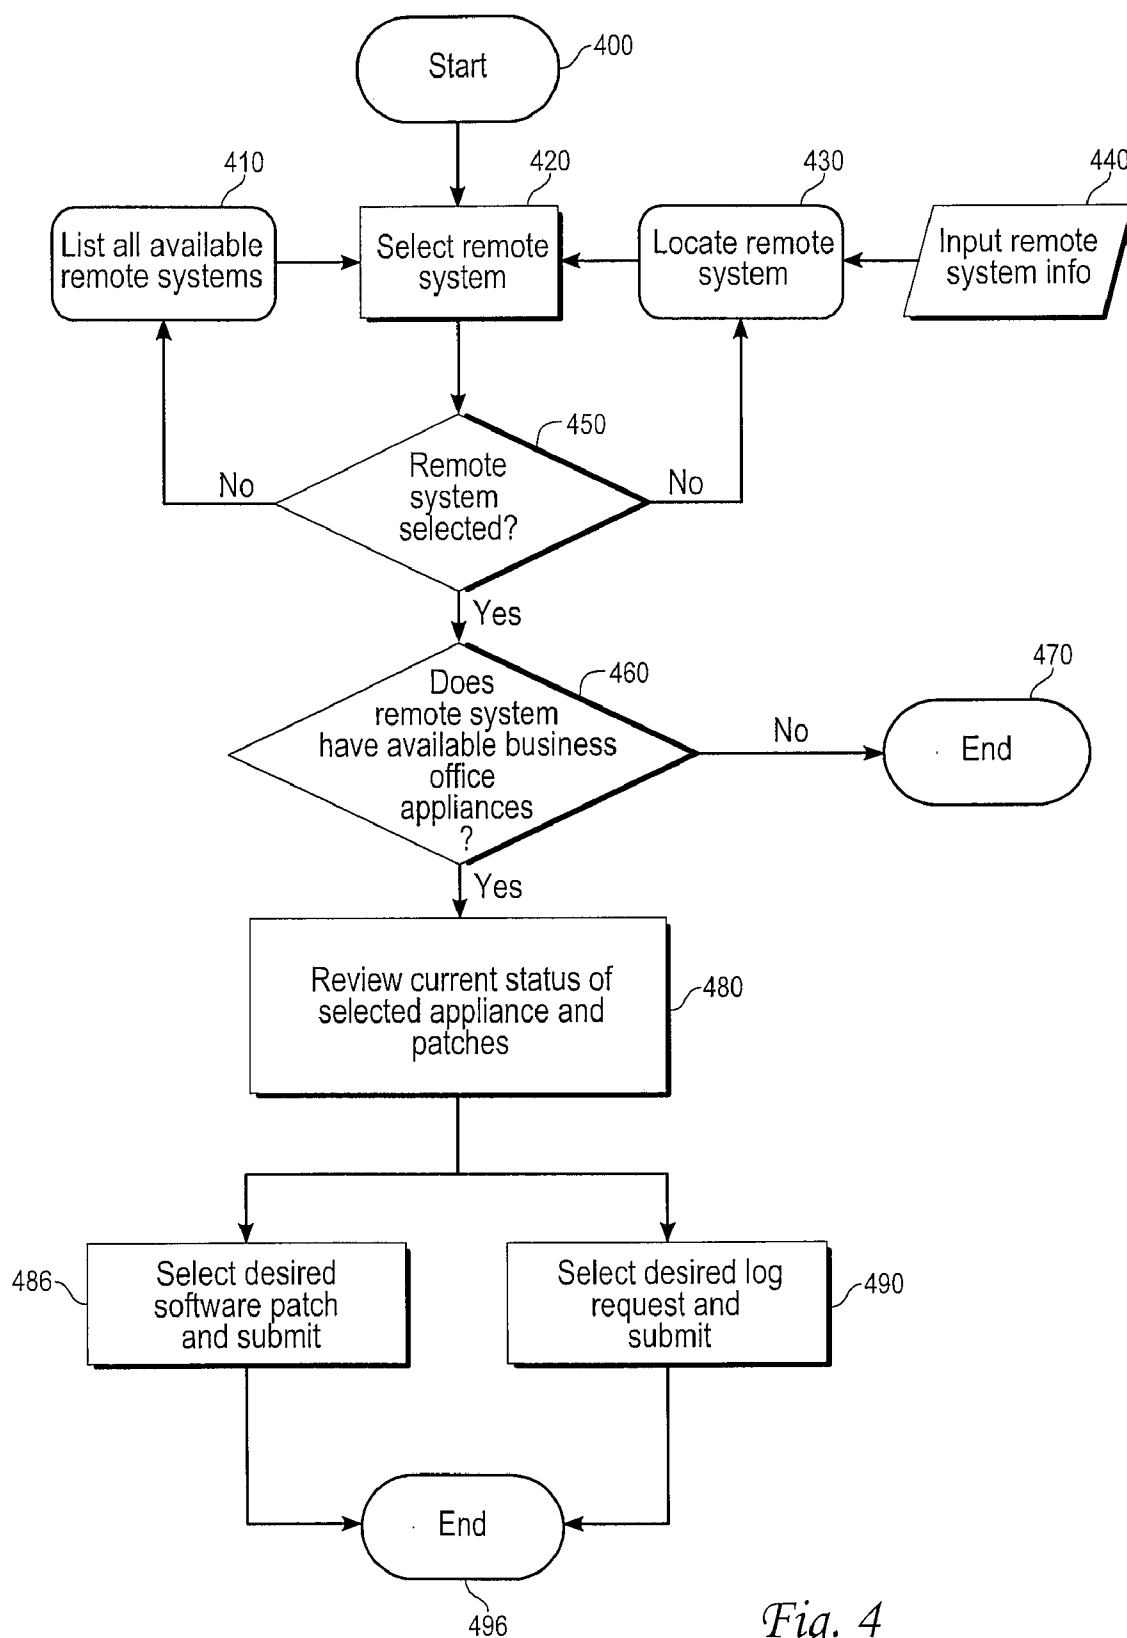 Start
400
410
420
430
440
List all available
remote systems
Select remote
system
Locate remote
system
Input remote
system info
450
Remote
system
selected?
No
No
Yes
460
470
Does
remote system
have available business
office
appliances
?
No
End
Yes
Review current status of
selected appliance and
patches
480
486
Select desired
software patch
and submit
Select desired log
request and
submit
490
End
496
Fig. 4